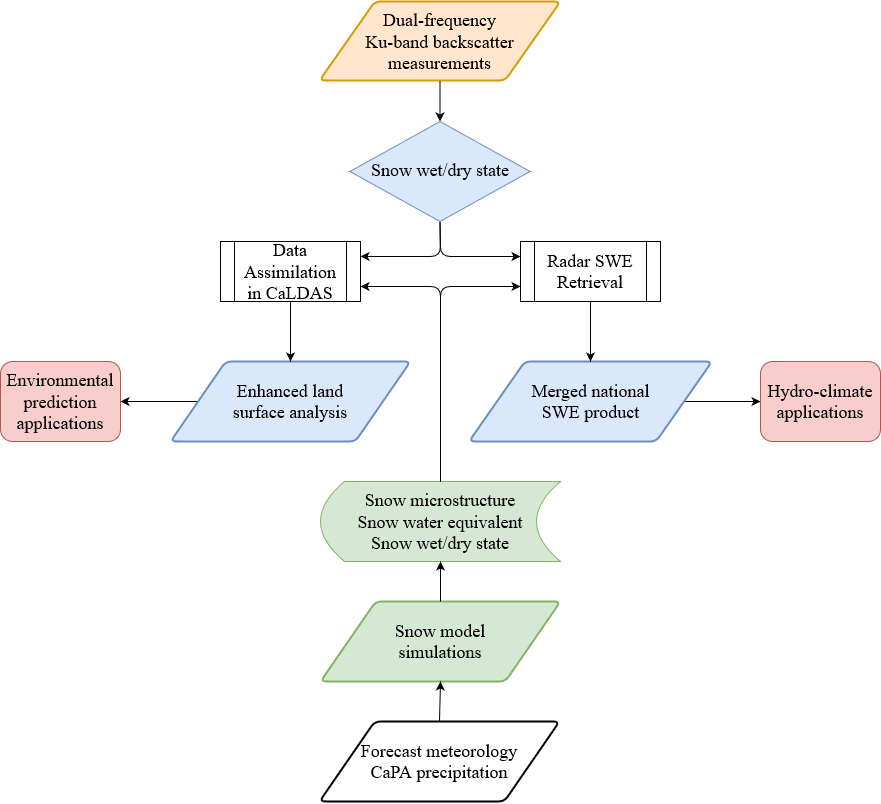 Dual-frequency
Ku-band backscatter
measurements
Snow wet/dry state
Data
Assimilation
in CaLDAS
Radar SWE
Retrieval
Environmental
prediction
applications
Enhanced land
surface analysis
Merged national
SWE product
Hydro-climate
applications
Snow microstructure
Snow water equivalent
Snow wet/dry state
Snow model
simulations
Forecast meteorology
CaPA precipitation